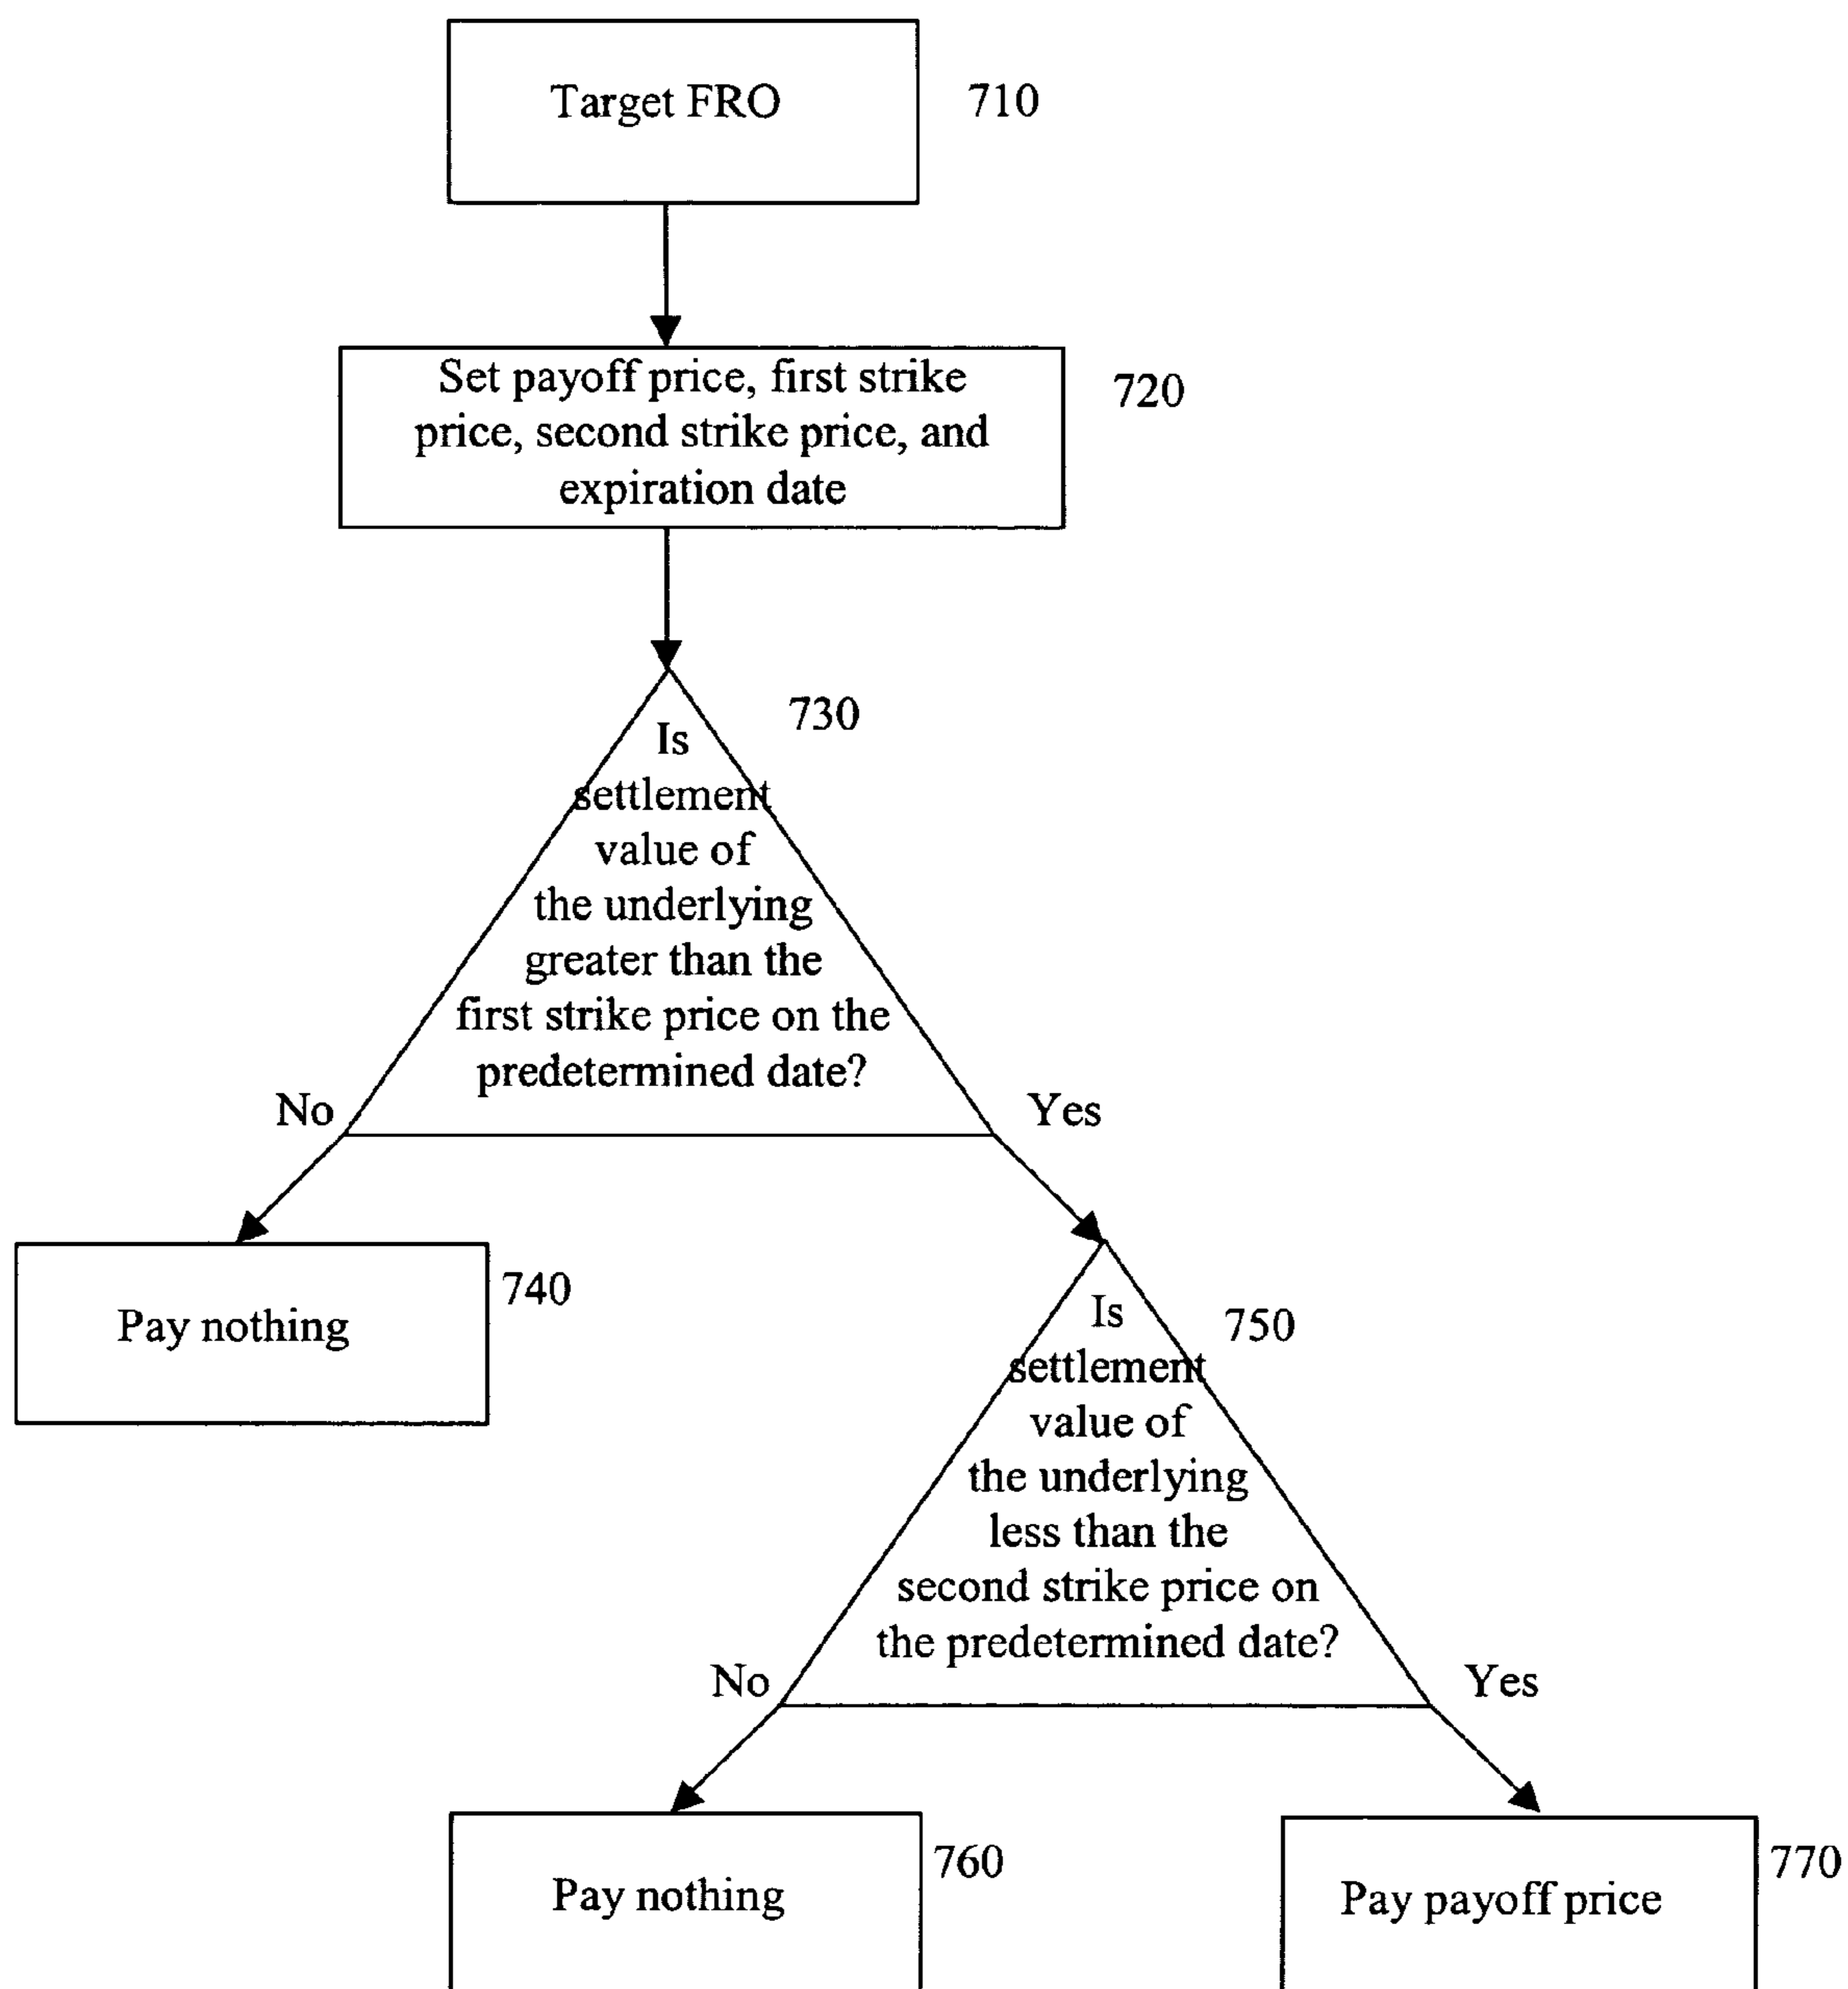 Target FRO
710
Set payoff price, first strike
price, second strike price, and
expiration date
720
730
Is
settlement
value of
the underlying
greater than the
first strike price on the
predetermined date?
No
Yes
Pay nothing
740
Is
750
settlement
value of
the underlying
less than the
second strike price on
the predetermined date?
No
Yes
Pay nothing
760
Pay payoff price
770